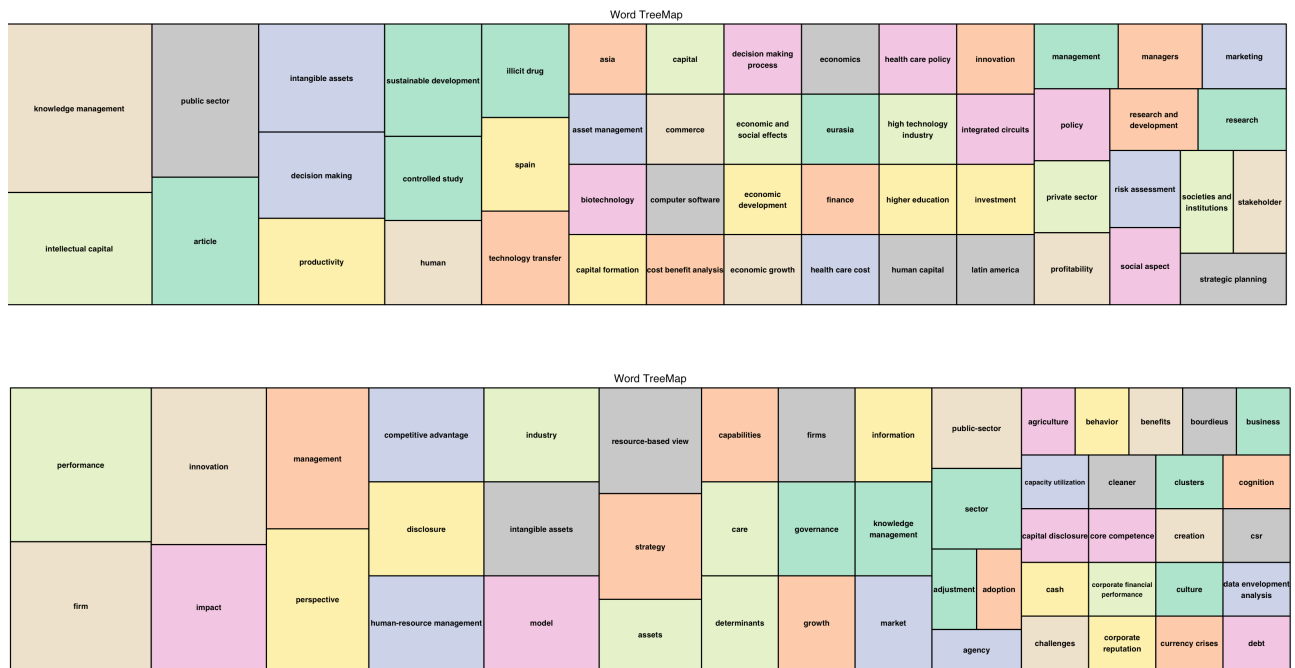 Word TreeMap
knowledge management
intellectual capital
public sector
article
intangible assets
decision making
productivity
sustainable development
controlled study
human
illicit drug
spain
technology transfer
asia
asset management
biotechnology
capital formation
capital
commerce
computer software
cost benefit analysis
decision making
process
economic and
social effects
economic
development
economic growth
economics
eurasia
finance
health care cost
health care policy
high technology
industry
higher education
human capital
innovation
integrated circuits
investment
latin america
management
managers
marketing
policy
research and
development
research
private sector
profitability
risk assessment
social aspect
societies and
institutions
stakeholder
strategic planning
Word TreeMap
performance
firm
innovation
impact
management
perspective
competitive advantage
disclosure
human-resource management
industry
intangible assets
model
resource-based view
strategy
assets
capabilities
care
determinants
firms
governance
growth
information
knowledge
management
market
public-sector
sector
adjustment
adoption
agency
agriculture
behavior
benefits
bourdieus
business
capacity utilization
cleaner
clusters
cognition
capital disclosure
core competence
creation
csr
cash
corporate financial
performance
culture
data envelopment
analysis
challenges
corporate
reputation
currency crises
debt